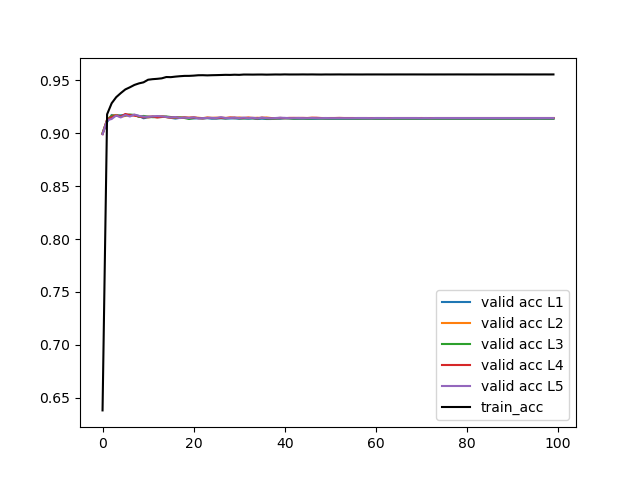 0.95
0.90
0.85
0.80
0.75
0.70
0.65
valid acc L1
valid acc L2
valid acc L3
valid acc L4
valid acc L5
train_acc
0 20 40 60 80 100